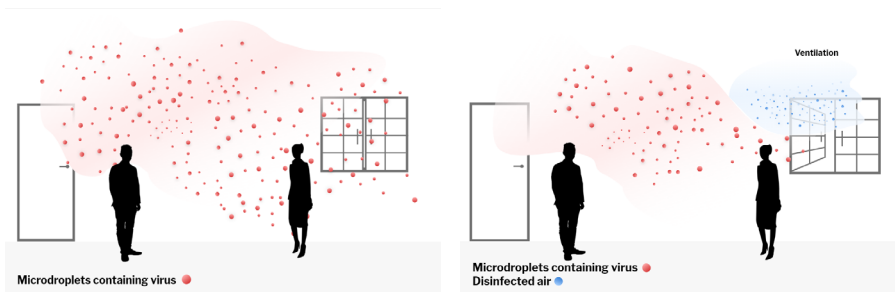 Ventilation
Microdroplets containing virus
Microdroplets containing virus
Disinfected air